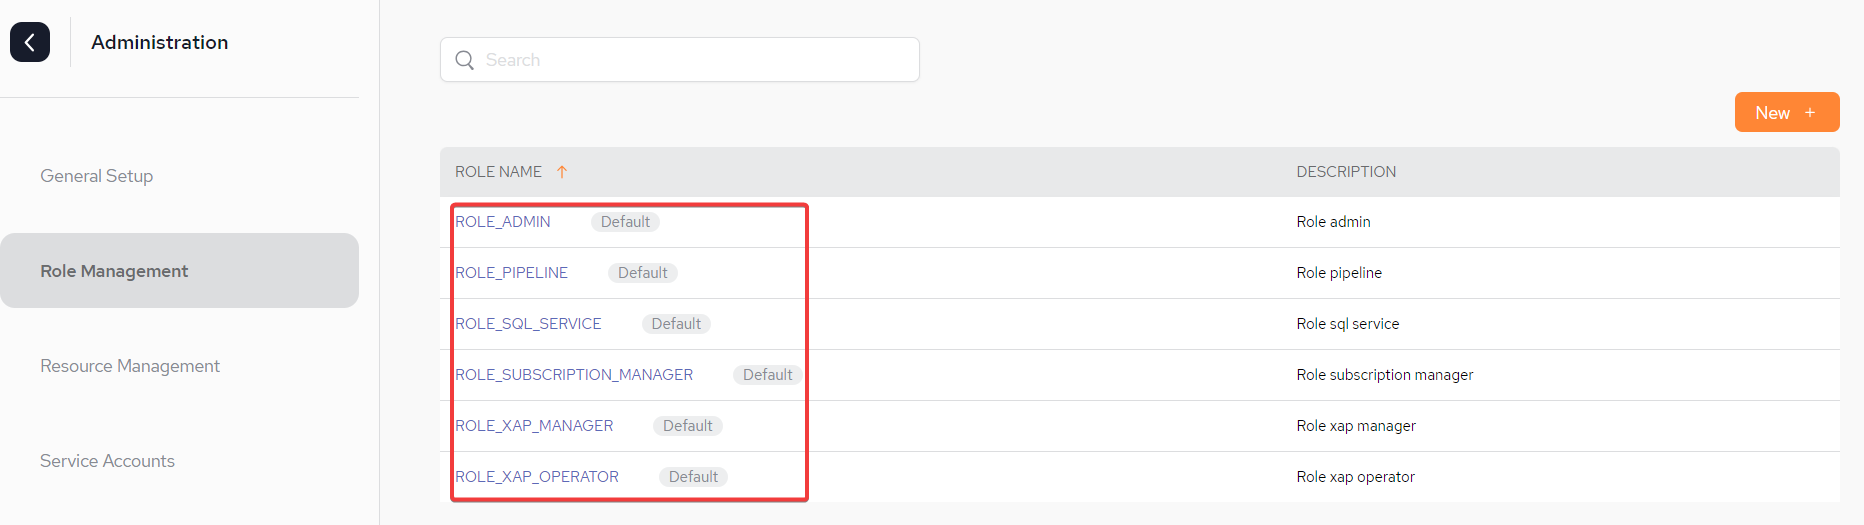 Administration
General Setup
Role Management
Resource Management
Service Accounts
Search
New +
ROLE NAME ↑ DESCRIPTION
ROLE_ADMIN Default Role admin
ROLE_PIPELINE Default Role pipeline
ROLE_SQL_SERVICE Default Role sql service
ROLE_SUBSCRIPTION_MANAGER Default Role subscription manager
ROLE_XAP_MANAGER Default Role xap manager
ROLE_XAP_OPERATOR Default Role xap operator